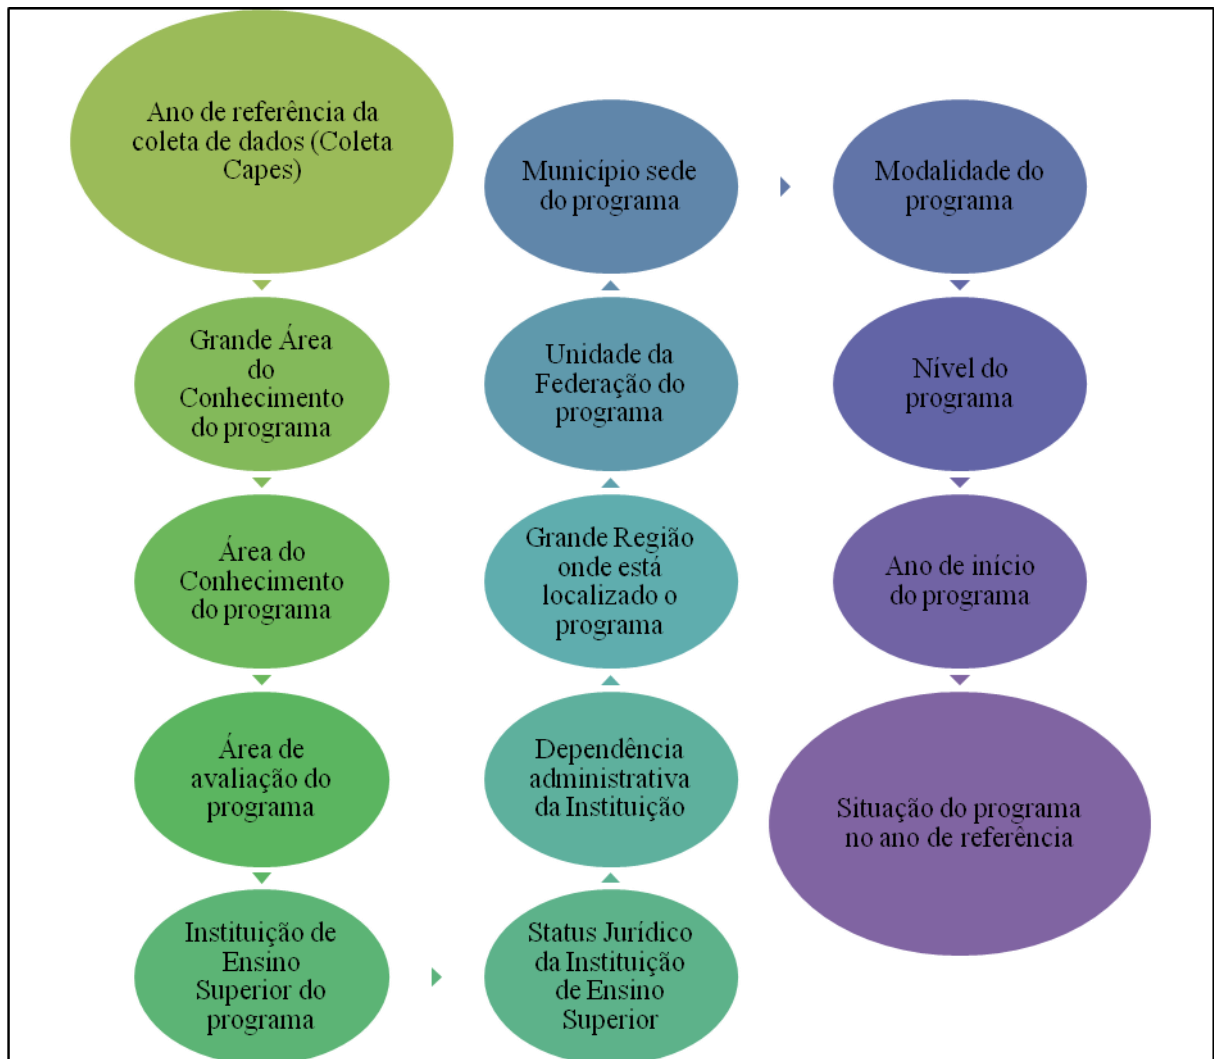 Ano de referência da
coleta de dados (Coleta
Capes)
Grande Área
do
Conhecimento
do programa
Área do
Conhecimento
do programa
Área de
avaliação do
programa
Instituição de
Ensino
Superior do
programa
Status Jurídico
da Instituição
de Ensino
Superior
Dependência
administrativa
da Instituição
Grande Região
onde está
localizado o
programa
Unidade da
Federação do
programa
Município sede
do programa
Modalidade do
programa
Nível do
programa
Ano de início
do programa
Situação do programa
no ano de referência